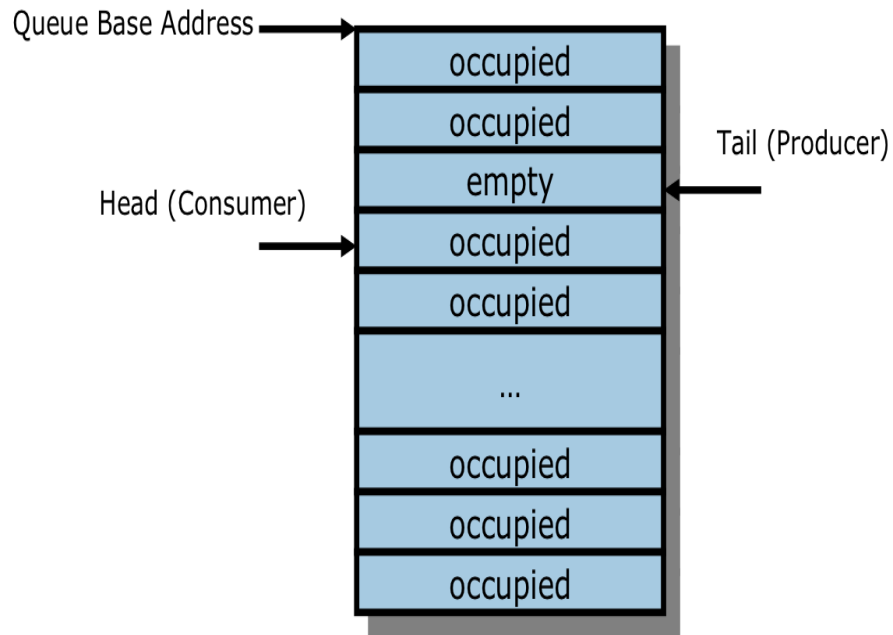 Queue Base Address
occupied
occupied
Tail (Producer)
empty
Head (Consumer)
occupied
occupied
...
occupied
occupied
occupied